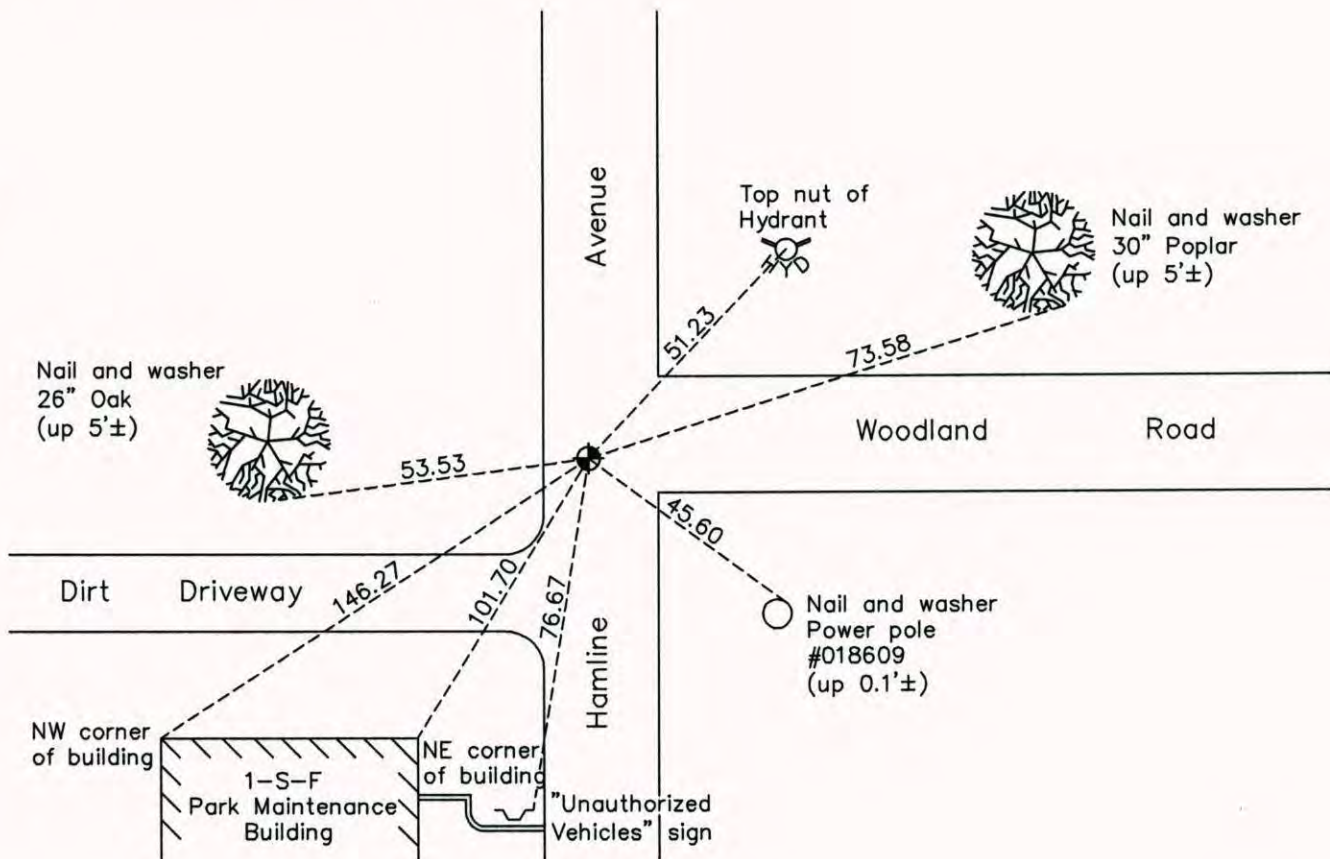 Avenue
Top nut of
Hydrant
HYD
Nail and washer
30" Poplar
(up 5'±)
51.23
73.58
Nail and washer
26" Oak
(up 5'±)
53.53
Woodland Road
45.60
Dirt Driveway
146.27
101.70
76.67
Hamline
Nail and washer
Power pole
#018609
(up 0.1'±)
NW corner
of building
NE corner
of building
1-S-F
Park Maintenance
Building
"Unauthorized
Vehicles" sign